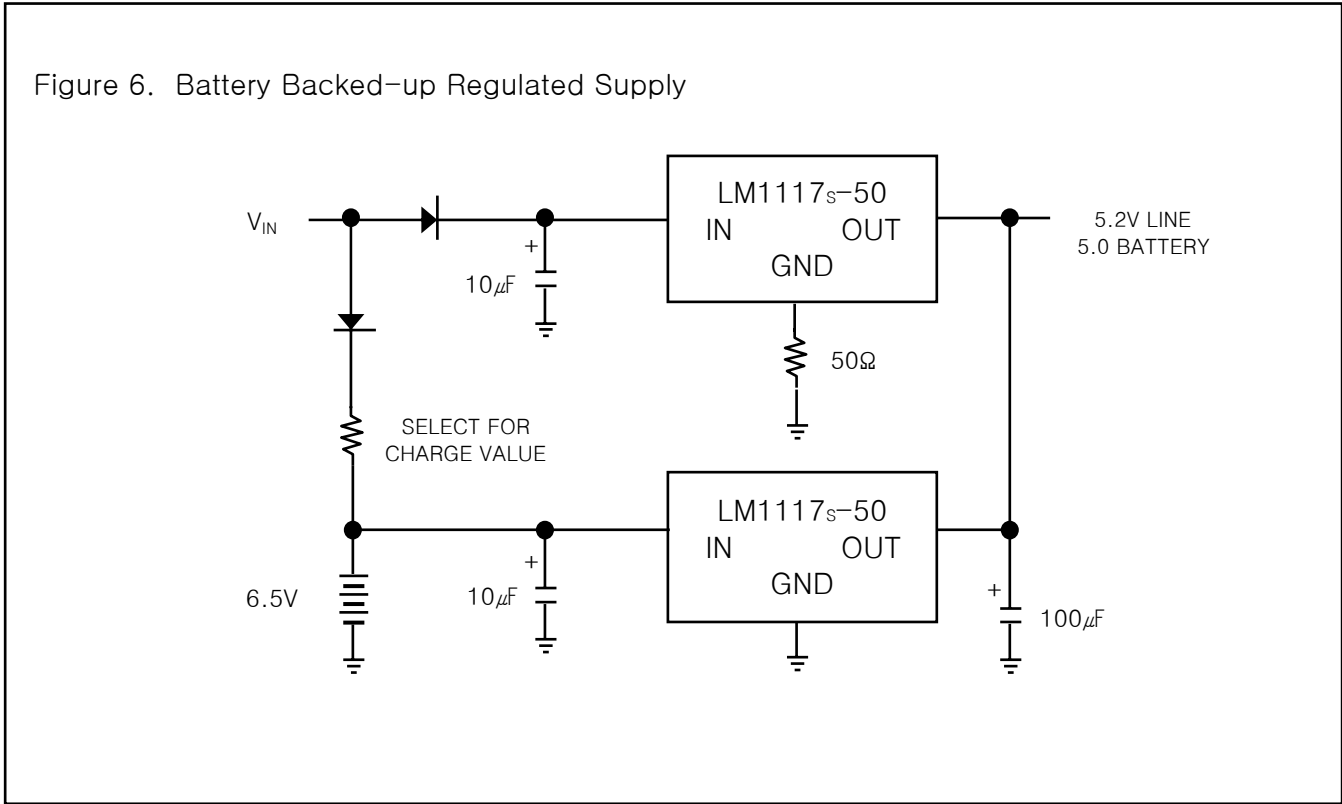 Figure 6. Battery Backed-up Regulated Supply
LM1117s-50
IN OUT
GND
VIN
5.2V LINE
5.0 BATTERY
+
10μF
50Ω
SELECT FOR
CHARGE VALUE
LM1117s-50
IN OUT
GND
6.5V
+
10μF
+
100μF